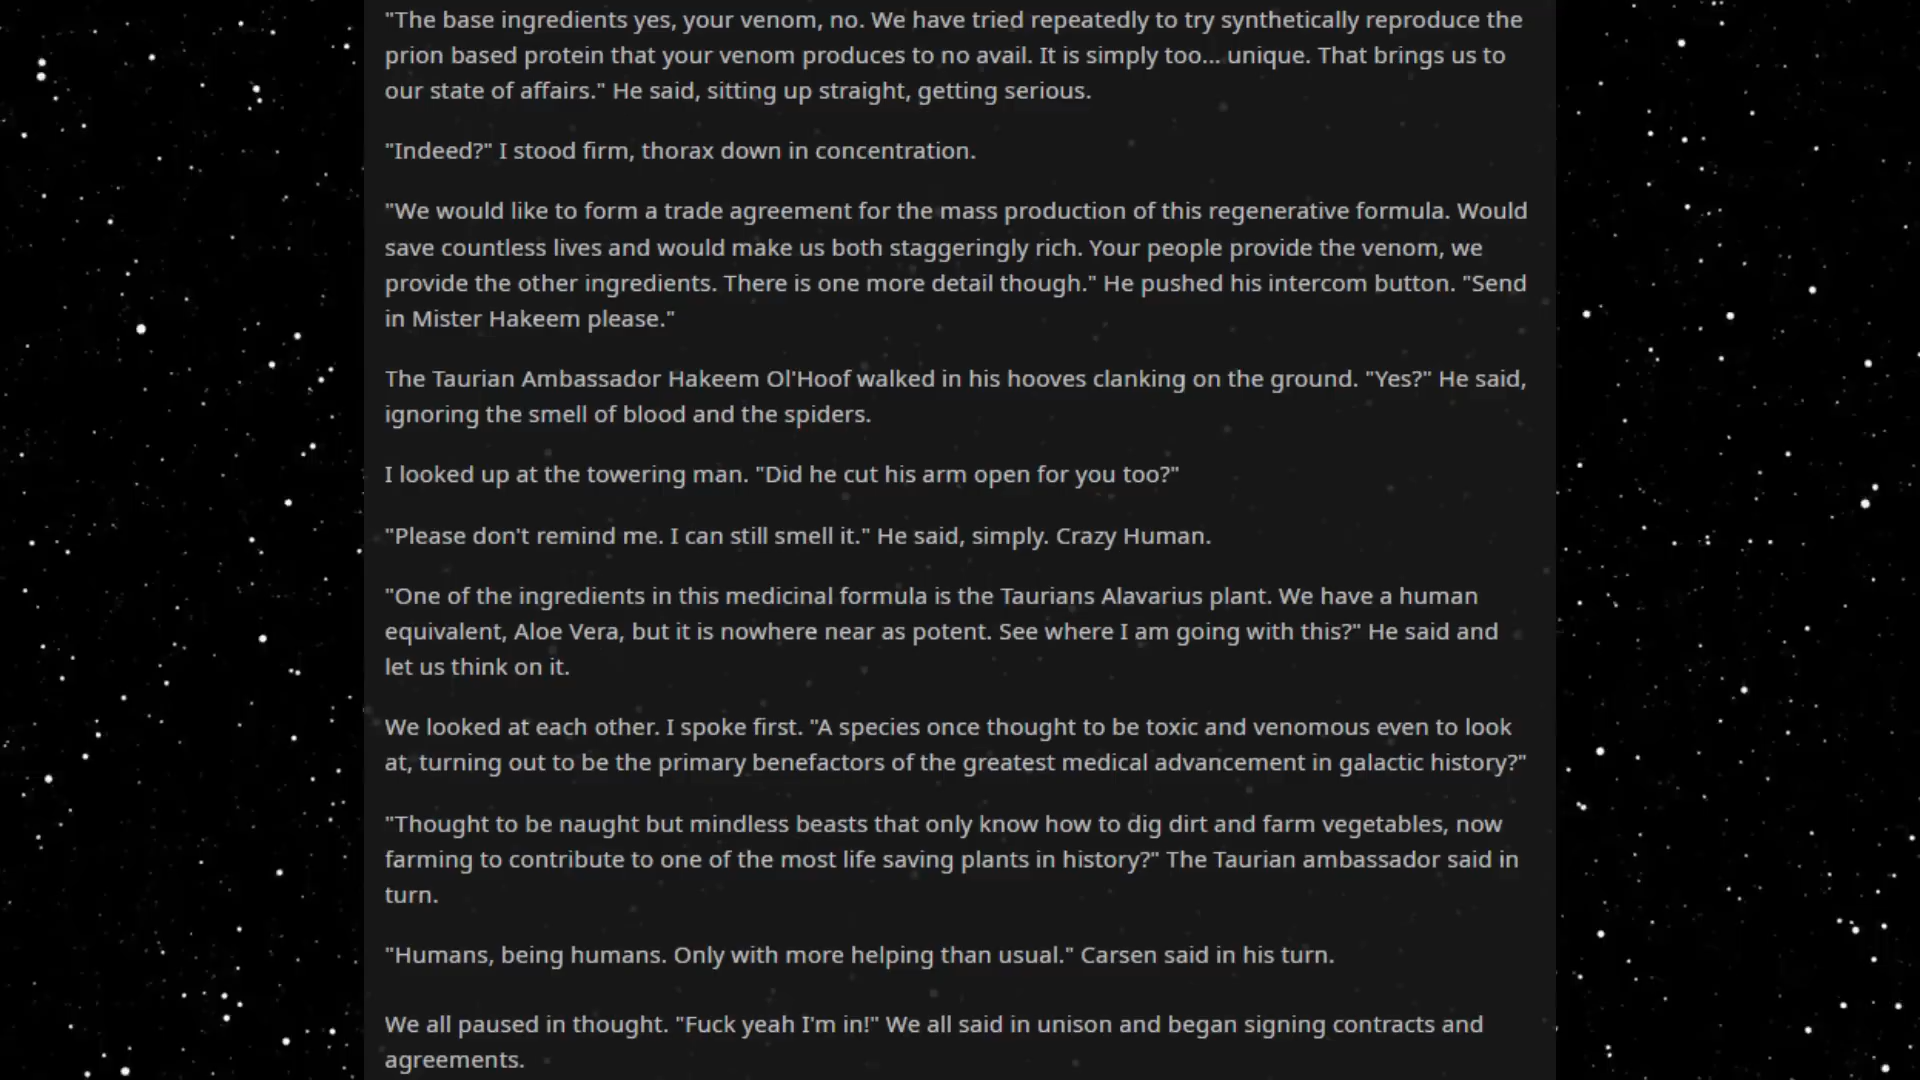 "The base ingredients yes, your venom, no. We have tried repeatedly to try synthetically reproduce the
prion based protein that your venom produces to no avail. It is simply too... unique. That brings us to
our state of affairs." He said, sitting up straight, getting serious.
"Indeed?" I stood firm, thorax down in concentration.
"We would like to form a trade agreement for the mass production of this regenerative formula. Would
save countless lives and would make us both staggeringly rich. Your people provide the venom, we
provide the other ingredients. There is one more detail though." He pushed his intercom button. "Send
in Mister Hakeem please."
The Taurian Ambassador Hakeem Ol'Hoof walked in his hooves clanking on the ground. "Yes?" He said,
ignoring the smell of blood and the spiders.
I looked up at the towering man. "Did he cut his arm open for you too?"
"Please don't remind me. I can still smell it." He said, simply. Crazy Human.
"One of the ingredients in this medicinal formula is the Taurians Alavarius plant. We have a human
equivalent, Aloe Vera, but it is nowhere near as potent. See where I am going with this?" He said and
let us think on it.
We looked at each other. I spoke first. "A species once thought to be toxic and venomous even to look
at, turning out to be the primary benefactors of the greatest medical advancement in galactic history?"
"Thought to be naught but mindless beasts that only know how to dig dirt and farm vegetables, now
farming to contribute to one of the most life saving plants in history?" The Taurian ambassador said in
turn.
"Humans, being humans. Only with more helping than usual." Carsen said in his turn.
We all paused in thought. "Fuck yeah I'm in!" We all said in unison and began signing contracts and
agreements.